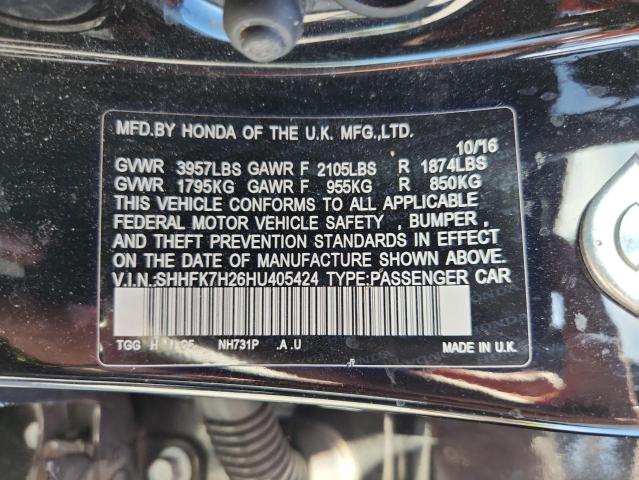 MFD.BY HONDA OF THE U.K. MFG.,LTD.
10/16
GVWR 3957LBS GAWR F 2105LBS R 1874LBS
GVWR 1795KG GAWR F 955KG R 850KG
THIS VEHICLE CONFORMS TO ALL APPLICABLE
FEDERAL MOTOR VEHICLE SAFETY , BUMPER ,
AND THEFT PREVENTION STANDARDS IN EFFECT
ON THE DATE OF MANUFACTURE SHOWN ABOVE.
V.I.N.:SHHFK7H26HU405424 TYPE:PASSENGER CAR
TGG H NH731P .A .U MADE IN U.K.